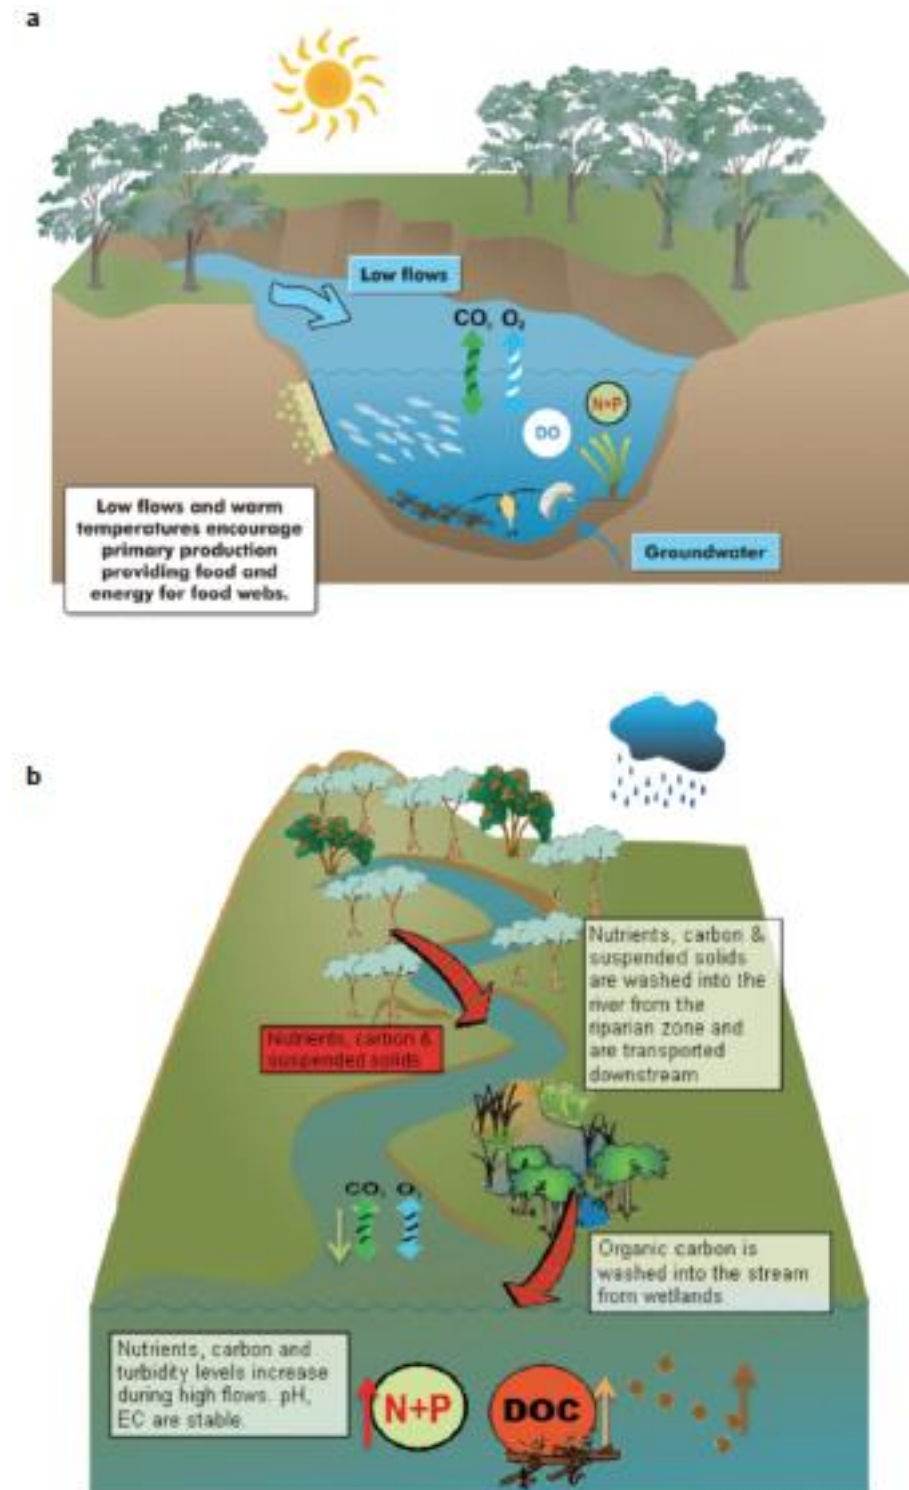 a
Low flows
CO₂ O₂
N+P
DO
Low flows and warm
temperatures encourage
primary production
providing food and
energy for food webs.
Groundwater
b
Nutrients, carbon &
suspended solids
are washed into the
river from the
riparian zone and
are transported
downstream
Nutrients, carbon &
suspended solids
CO₂ O₂
Organic carbon is
washed into the stream
from wetlands
Nutrients, carbon and
turbidity levels increase
during high flows. pH,
EC are stable.
N+P
DOC